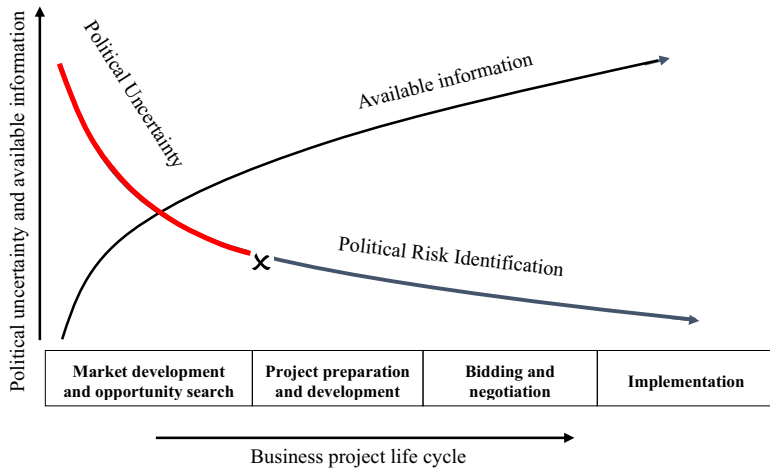 Political uncertainty and available information
Political Uncertainty
Available information
Political Risk Identification
x
Market development
and opportunity search
Project preparation
and development
Bidding and
negotiation
Implementation
Business project life cycle